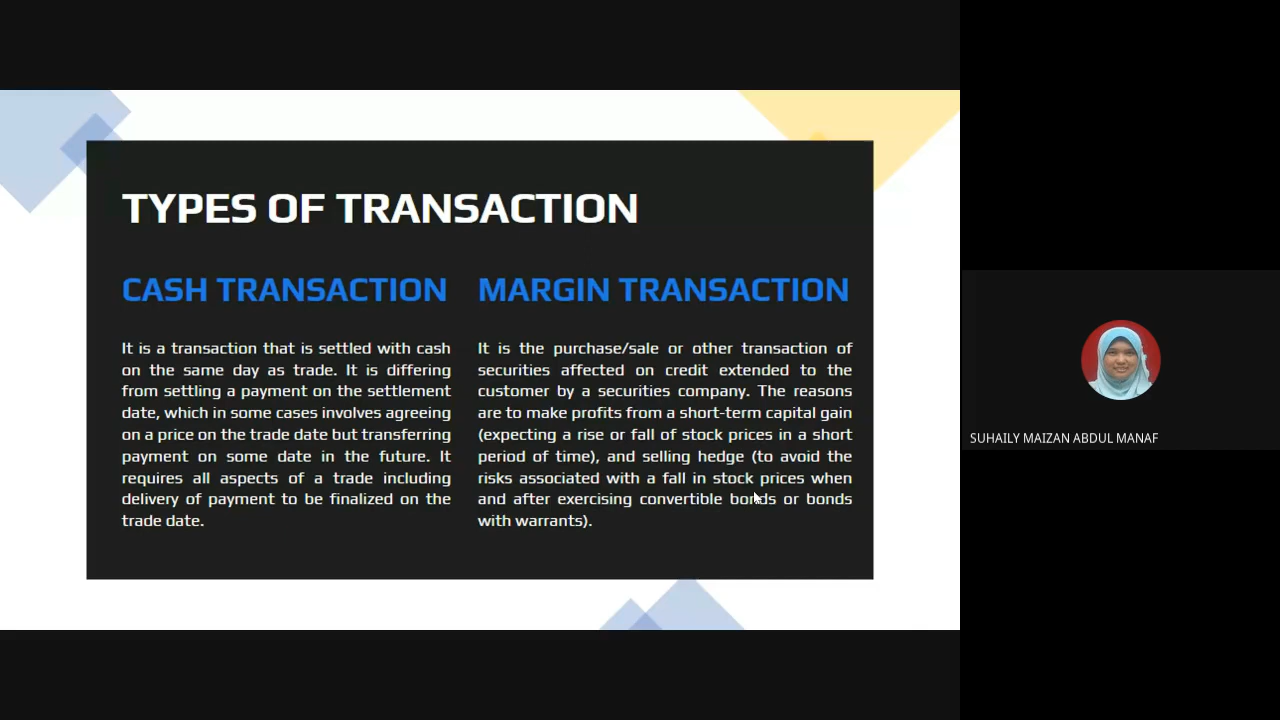 TYPES OF TRANSACTION
CASH TRANSACTION
It is a transaction that is settled with cash
on the same day as trade. It is differing
from settling a payment on the settlement
date, which in some cases involves agreeing
on a price on the trade date but transferring
payment on some date in the future. It
requires all aspects of a trade including
delivery of payment to be finalized on the
trade date.
MARGIN TRANSACTION
It is the purchase/sale or other transaction of
securities affected on credit extended to the
customer by a securities company. The reasons
are to make profits from a short-term capital gain
(expecting a rise or fall of stock prices in a short
period of time), and selling hedge (to avoid the
risks associated with a fall in stock prices when
and after exercising convertible bonds or bonds
with warrants).
SUHAILY MAIZAN ABDUL MANAF